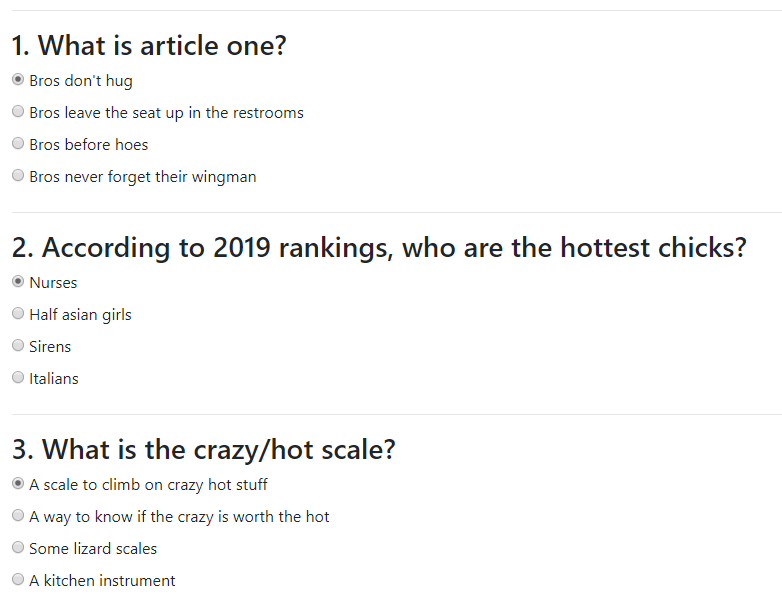 1. What is article one?
Bros don't hug
Bros leave the seat up in the restrooms
Bros before hoes
Bros never forget their wingman
2. According to 2019 rankings, who are the hottest chicks?
Nurses
Half asian girls
Sirens
Italians
3. What is the crazy/hot scale?
A scale to climb on crazy hot stuff
A way to know if the crazy is worth the hot
Some lizard scales
A kitchen instrument